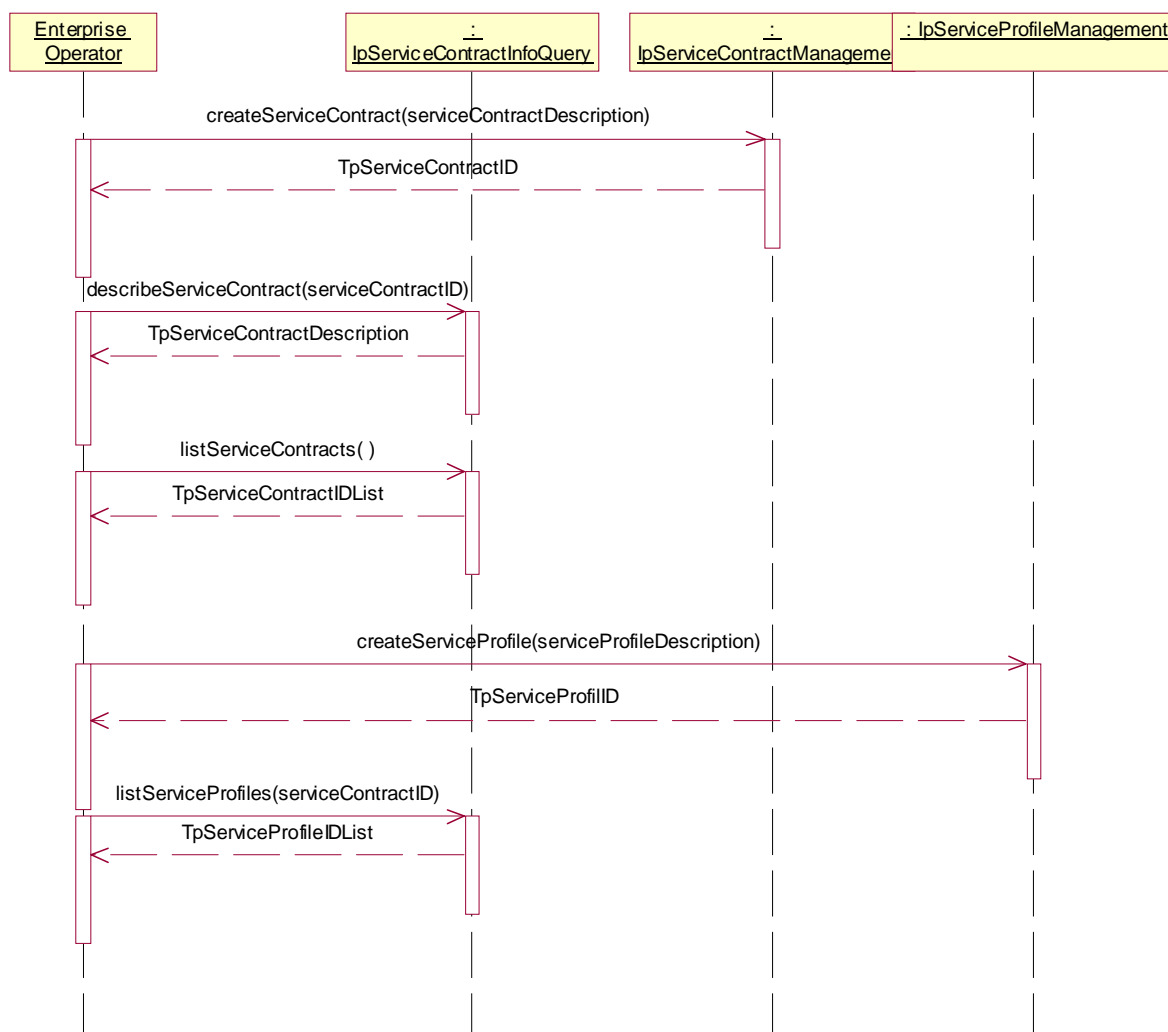 Enterprise
Operator
:
IpServiceContractInfoQuery
:
IpServiceContractManageme
: IpServiceProfileManagement
createServiceContract(serviceContractDescription)
TpServiceContractID
describeServiceContract(serviceContractID)
TpServiceContractDescription
listServiceContracts( )
TpServiceContractIDList
createServiceProfile(serviceProfileDescription)
TpServiceProfilID
listServiceProfiles(serviceContractID)
TpServiceProfileIDList